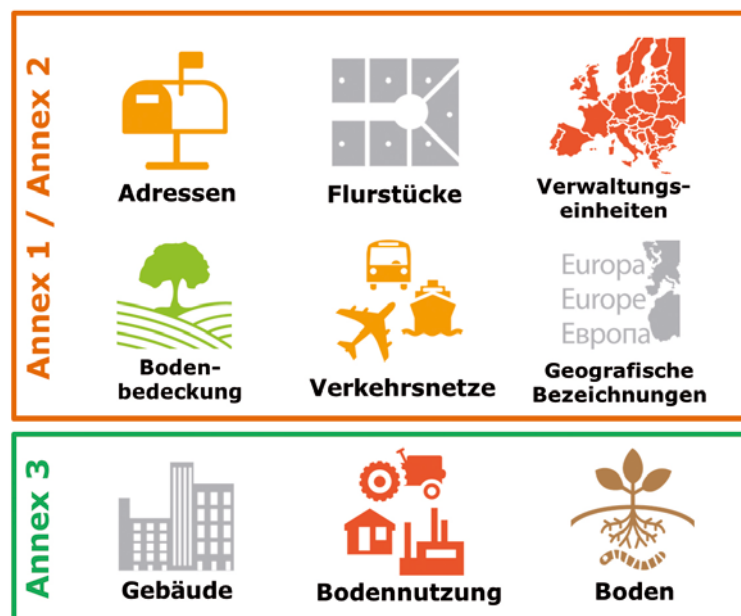 Annex 1 / Annex 2
Adressen
Flurstücke
Verwaltungs-
einheiten
Boden-
bedeckung
Verkehrsnetze
Europa
Europe
Европа
Geografische
Bezeichnungen
Annex 3
Gebäude
Bodennutzung
Boden